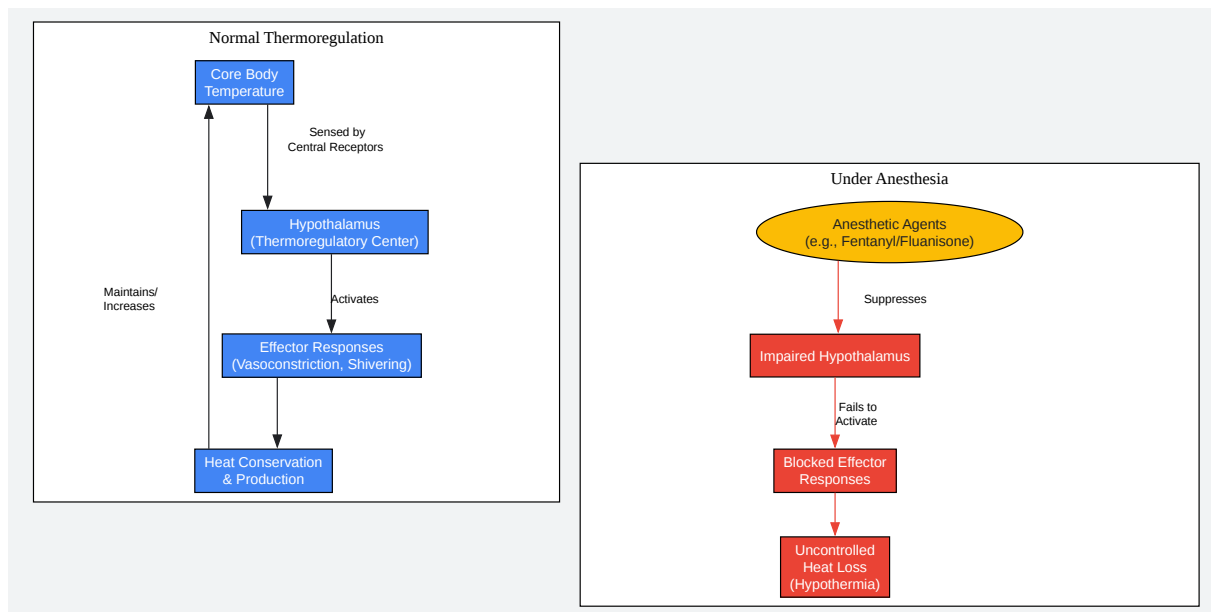 Normal Thermoregulation
Core Body
Temperature
Sensed by
Central Receptors
Hypothalamus
(Thermoregulatory Center)
Maintains/
Increases
Activates
Effector Responses
(Vasoconstriction, Shivering)
Heat Conservation
& Production
Under Anesthesia
Anesthetic Agents
(e.g., Fentanyl/Fluanisone)
Suppresses
Impaired Hypothalamus
Fails to
Activate
Blocked Effector
Responses
Uncontrolled
Heat Loss
(Hypothermia)